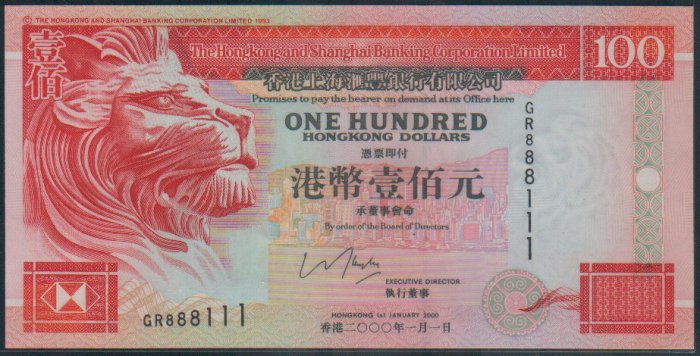 © THE HONGKONG AND SHANGHAI BANKING CORPORATION LIMITED 1993
壹佰
The Hongkong and Shanghai Banking Corporation Limited
100
香港上海滙豐銀行有限公司
Promises to pay the bearer on demand at its Office here
ONE HUNDRED
HONGKONG DOLLARS
憑票即付
港幣壹佰元
承董事會命
By order of the Board of Directors
GR888111
EXECUTIVE DIRECTOR
執行董事
GR888111
HONGKONG 1st JANUARY 2000
香港二〇〇〇年一月一日